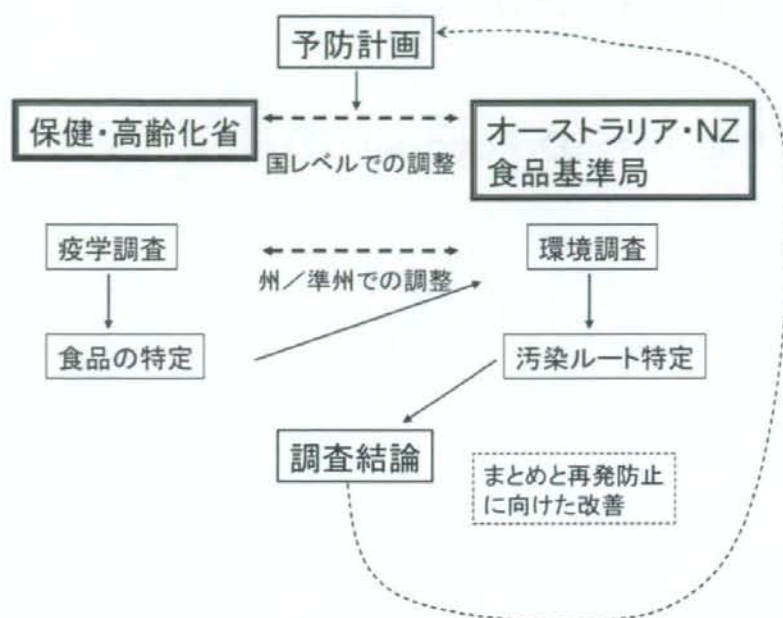 予防計画
保健・高齢化省
オーストラリア・NZ
食品基準局
国レベルでの調整
疫学調査
環境調査
州／準州での調整
食品の特定
汚染ルート特定
調査結論
まとめと再発防止
に向けた改善